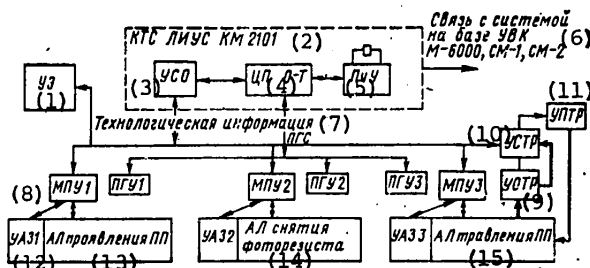 КТС ЛИУС КМ 2101 (2)
Связь с системой
на базе УВК (6)
М-6000, СМ-1, СМ-2
УЗ
(1)
(3) УСО
ЦП
(4)
(5)
(11)
УПТР
Технологическая информация (7)
ПГС
(10) УСТР
(8) МПУ1
ПГУ1
МПУ2
ПГУ2
ПГУ3
МПУ3
УОТР
(9)
УАЗ1 АЛ проявления ПП
(12) (13)
УАЗ2 АЛ снятия
фоторезиста
(14)
УАЗ3 АЛ травления ПП
(15)